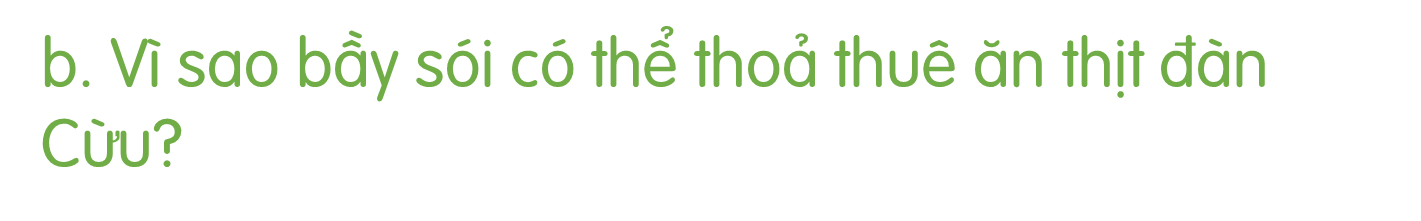 b. Vì sao bầy sói có thể thoả thuê ăn thịt đàn
Cừu?